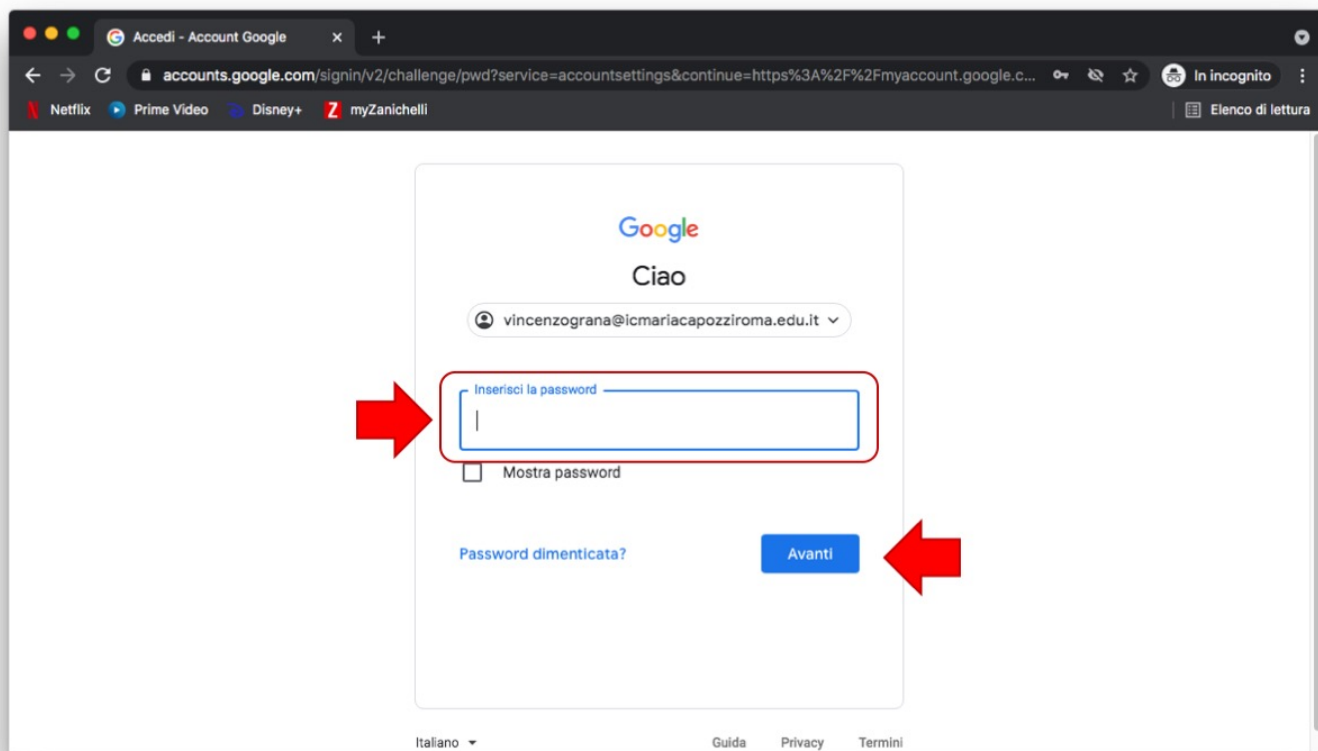 Accedi - Account Google
accounts.google.com/signin/v2/challenge/pwd?service=accountsettings&continue=https%3A%2F%2Fmyaccount.google.c...
In incognito
Netflix
Prime Video
Disney+
Z myZanichelli
Elenco di lettura
Google
Ciao
vincenzograna@icmariacapozziroma.edu.it
Inserisci la password
Mostra password
Password dimenticata?
Avanti
Italiano
Guida
Privacy
Termini